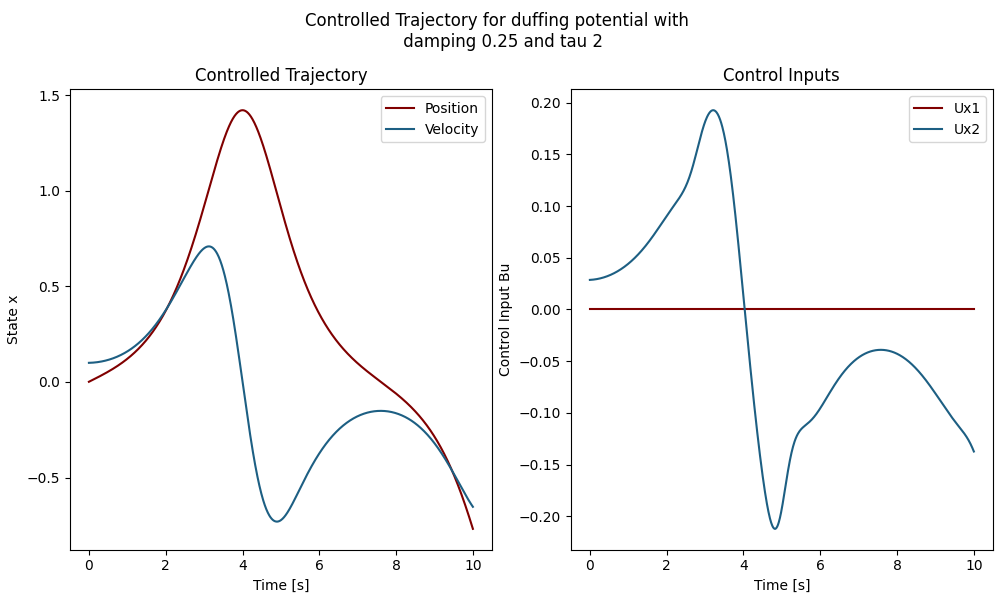 Controlled Trajectory for duffing potential with
damping 0.25 and tau 2
Controlled Trajectory
Control Inputs
1.5
1.0
0.5
0.0
−0.5
State x
0
2
4
6
8
10
Time [s]
Position
Velocity
0.20
0.15
0.10
0.05
0.00
−0.05
−0.10
−0.15
−0.20
Control Input Bu
0
2
4
6
8
10
Time [s]
Ux1
Ux2